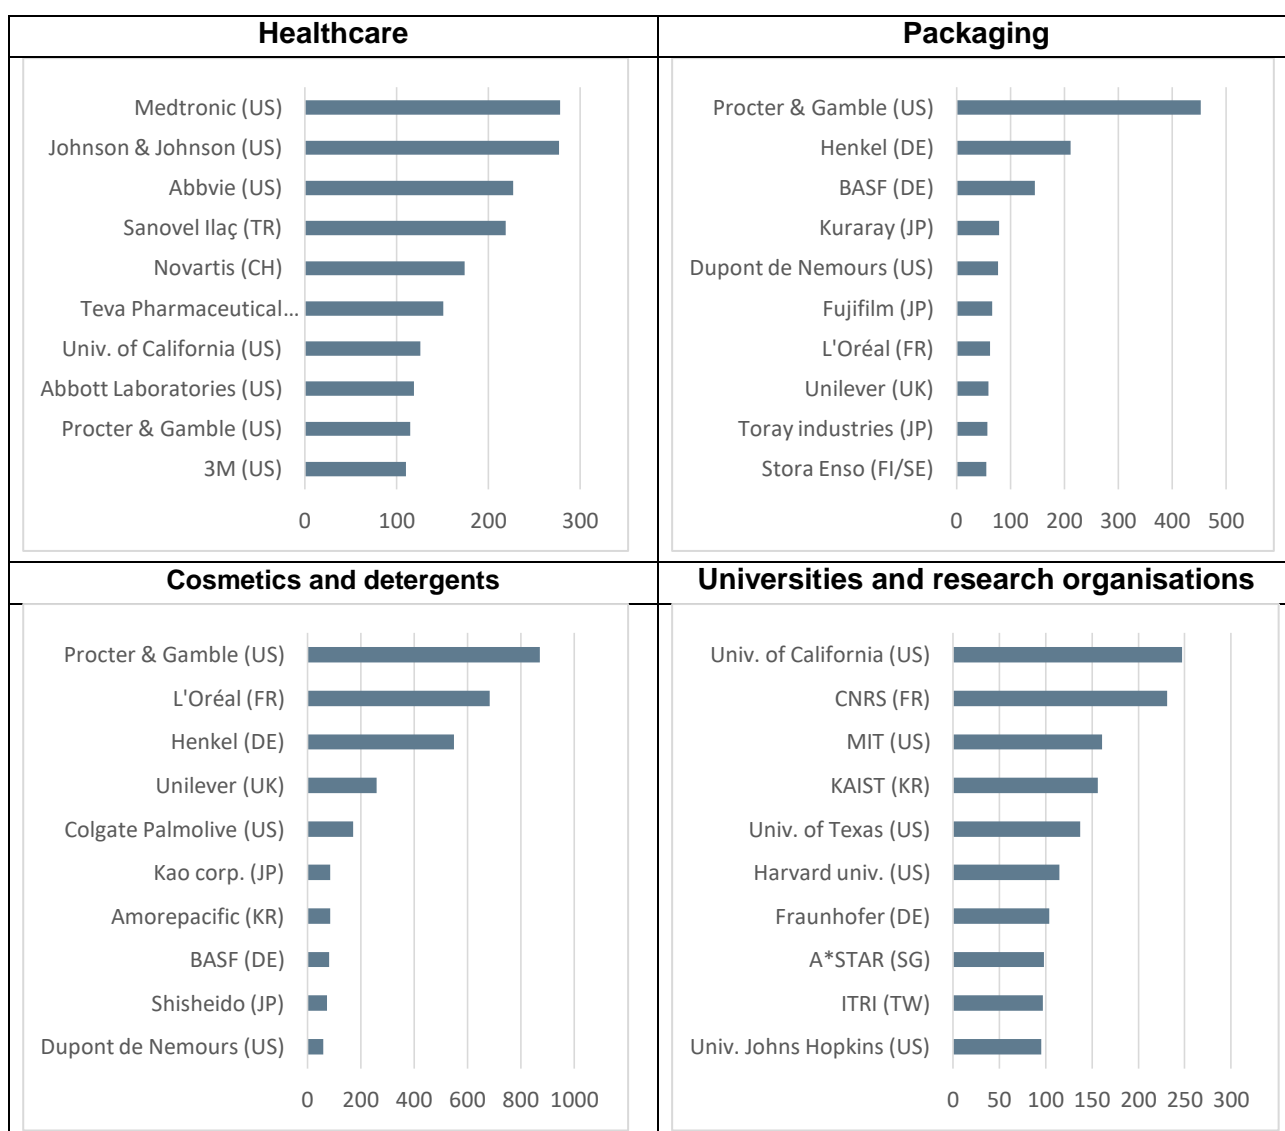 Healthcare
Medtronic (US)
Johnson & Johnson (US)
Abbvie (US)
Sanovel Ilaç (TR)
Novartis (CH)
Teva Pharmaceutical…
Univ. of California (US)
Abbott Laboratories (US)
Procter & Gamble (US)
3M (US)
0 100 200 300
Packaging
Procter & Gamble (US)
Henkel (DE)
BASF (DE)
Kuraray (JP)
Dupont de Nemours (US)
Fujifilm (JP)
L'Oréal (FR)
Unilever (UK)
Toray industries (JP)
Stora Enso (FI/SE)
0 100 200 300 400 500
Cosmetics and detergents
Procter & Gamble (US)
L'Oréal (FR)
Henkel (DE)
Unilever (UK)
Colgate Palmolive (US)
Kao corp. (JP)
Amorepacific (KR)
BASF (DE)
Shisheido (JP)
Dupont de Nemours (US)
0 200 400 600 800 1000
Universities and research organisations
Univ. of California (US)
CNRS (FR)
MIT (US)
KAIST (KR)
Univ. of Texas (US)
Harvard univ. (US)
Fraunhofer (DE)
A*STAR (SG)
ITRI (TW)
Univ. Johns Hopkins (US)
0 50 100 150 200 250 300